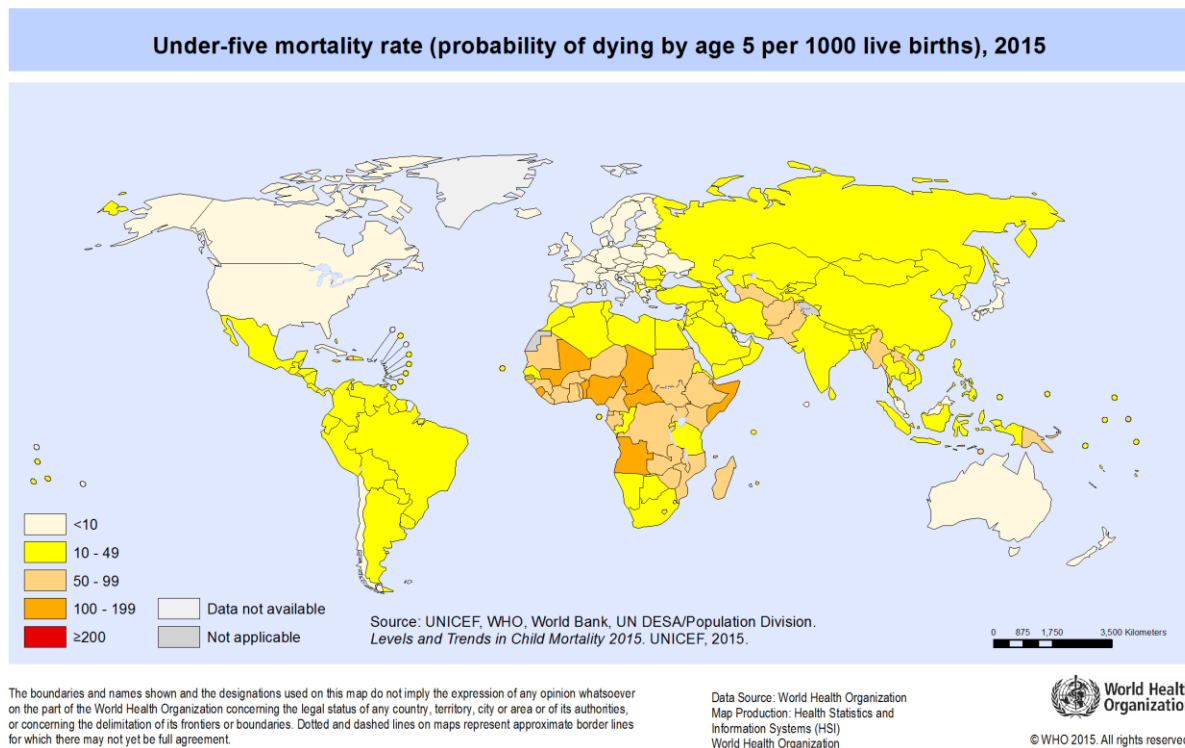 Under-five mortality rate (probability of dying by age 5 per 1000 live births), 2015
<10
10 - 49
50 - 99
100 - 199
≥200
Data not available
Not applicable
Source: UNICEF, WHO, World Bank, UN DESA/Population Division.
Levels and Trends in Child Mortality 2015. UNICEF, 2015.
0 875 1,750 3,500 Kilometers
The boundaries and names shown and the designations used on this map do not imply the expression of any opinion whatsoever
on the part of the World Health Organization concerning the legal status of any country, territory, city or area or of its authorities,
or concerning the delimitation of its frontiers or boundaries. Dotted and dashed lines on maps represent approximate border lines
for which there may not yet be full agreement.
Data Source: World Health Organization
Map Production: Health Statistics and
Information Systems (HSI)
World Health Organization
World Healt
Organizatio
© WHO 2015. All rights reserve